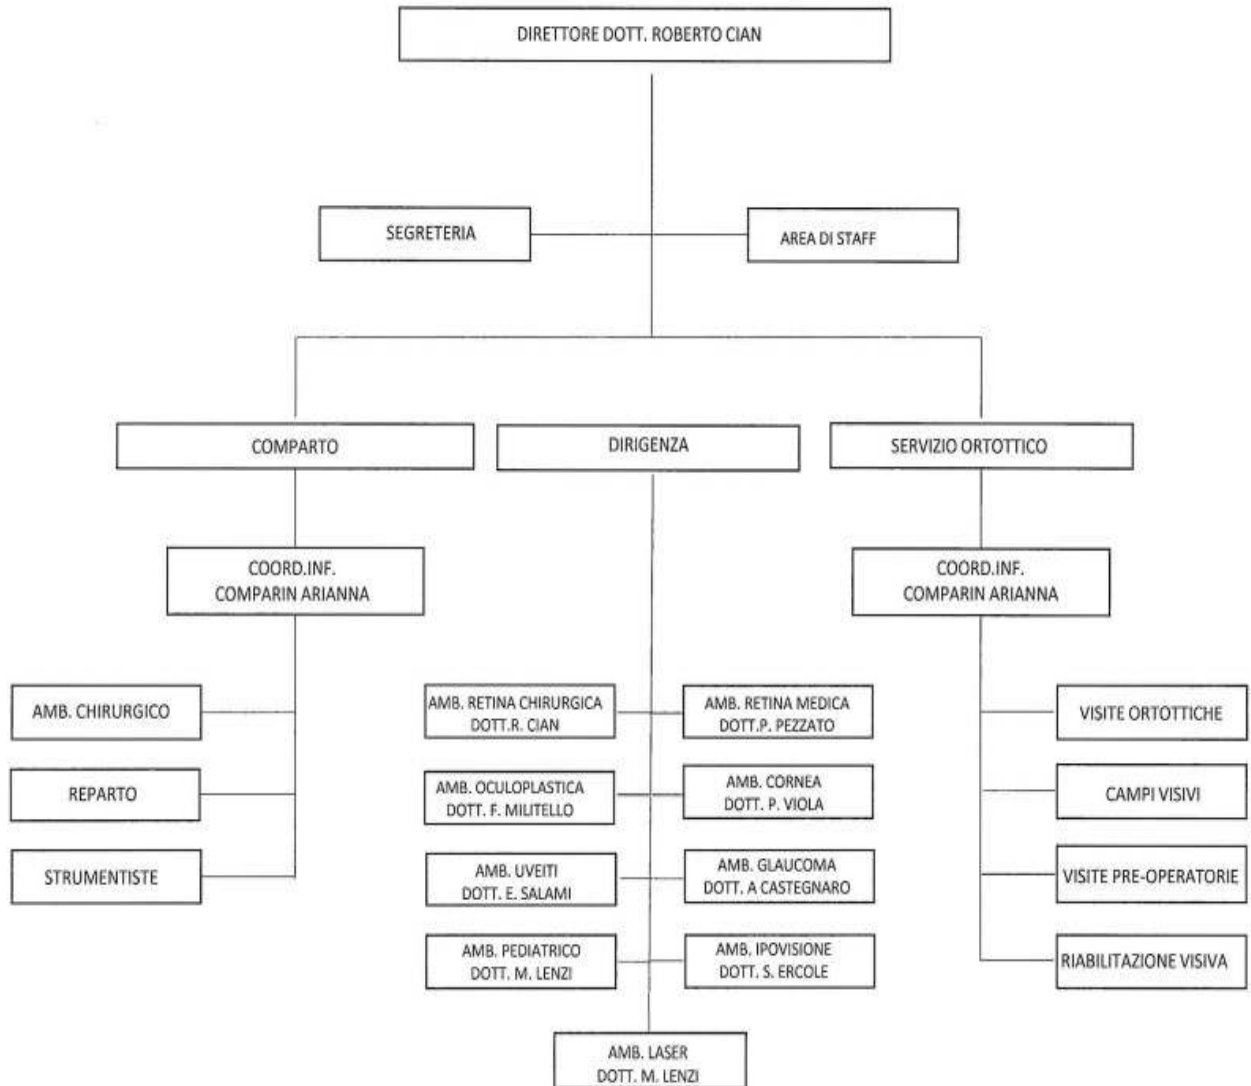 DIRETTORE DOTT. ROBERTO CIAN
SEGRETERIA
AREA DI STAFF
COMPARTO
DIRIGENZA
SERVIZIO ORTOTTICO
COORD.INF.
COMPARIN ARIANNA
COORD.INF.
COMPARIN ARIANNA
AMB. CHIRURGICO
REPARTO
STRUMENTISTE
AMB. RETINA CHIRURGICA
DOTT.R. CIAN
AMB. RETINA MEDICA
DOTT.P. PEZZATO
AMB. OCULOPLASTICA
DOTT. F. MILITELLO
AMB. CORNEA
DOTT. P. VIOLA
AMB. UVEITI
DOTT. E. SALAMI
AMB. GLAUCOMA
DOTT. A CASTEGNARO
AMB. PEDIATRICO
DOTT. M. LENZI
AMB. IPOVISIONE
DOTT. S. ERCOLE
AMB. LASER
DOTT. M. LENZI
VISITE ORTOTTICHE
CAMPI VISIVI
VISITE PRE-OPERATORIE
RIABILITAZIONE VISIVA